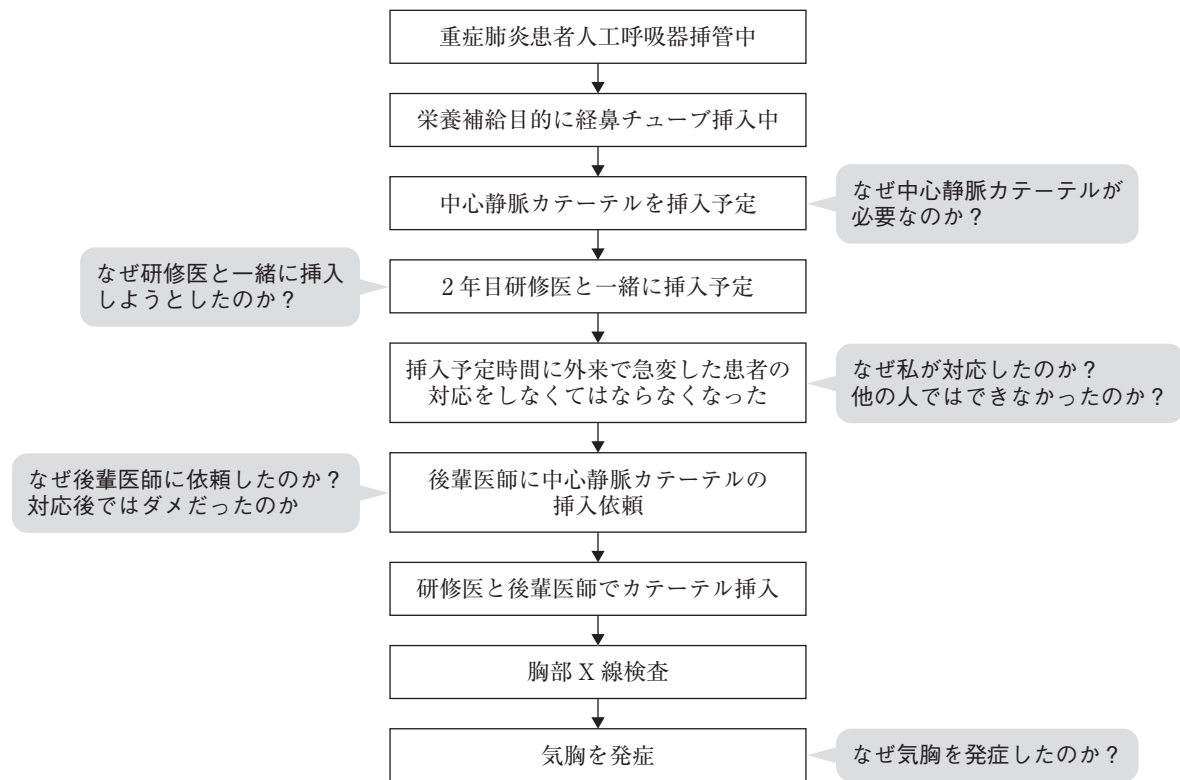 重症肺炎患者人工呼吸器挿管中
栄養補給目的に経鼻チューブ挿入中
中心静脈カテーテルを挿入予定
なぜ中心静脈カテーテルが
必要なのか？
なぜ研修医と一緒に挿入
しようとしたのか？
2年目研修医と一緒に挿入予定
挿入予定時間に外来で急変した患者の
対応をしなくてはならなくなった
なぜ私が対応したのか？
他の人ではできなかったのか？
なぜ後輩医師に依頼したのか？
対応後ではダメだったのか
後輩医師に中心静脈カテーテルの
挿入依頼
研修医と後輩医師でカテーテル挿入
胸部 X 線検査
気胸を発症
なぜ気胸を発症したのか？